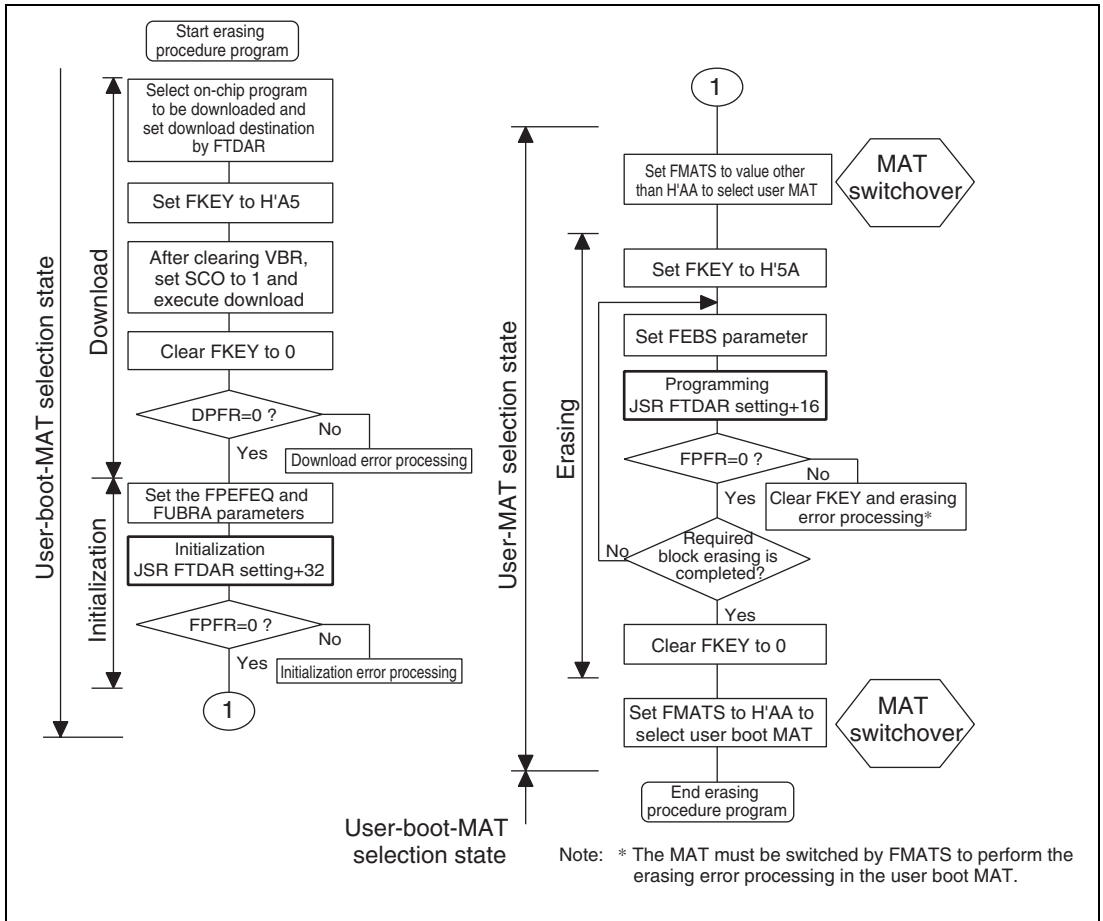 Start erasing
procedure program
User-boot-MAT selection state
Download
Select on-chip program
to be downloaded and
set download destination
by FTDAR
Set FKEY to H'A5
After clearing VBR,
set SCO to 1 and
execute download
Clear FKEY to 0
DPFR=0 ?
No
Yes
Download error processing
Initialization
Set the FPEFEQ and
FUBRA parameters
Initialization
JSR FTDAR setting+32
FPFR=0 ?
No
Yes
Initialization error processing
1
1
User-MAT selection state
Set FMATS to value other
than H'AA to select user MAT
MAT
switchover
Erasing
Set FKEY to H'5A
Set FEBS parameter
Programming
JSR FTDAR setting+16
FPFR=0 ?
No
Yes
Clear FKEY and erasing
error processing*
No
Required
block erasing is
completed?
Yes
Clear FKEY to 0
Set FMATS to H'AA to
select user boot MAT
MAT
switchover
End erasing
procedure program
User-boot-MAT
selection state
Note: * The MAT must be switched by FMATS to perform the
erasing error processing in the user boot MAT.